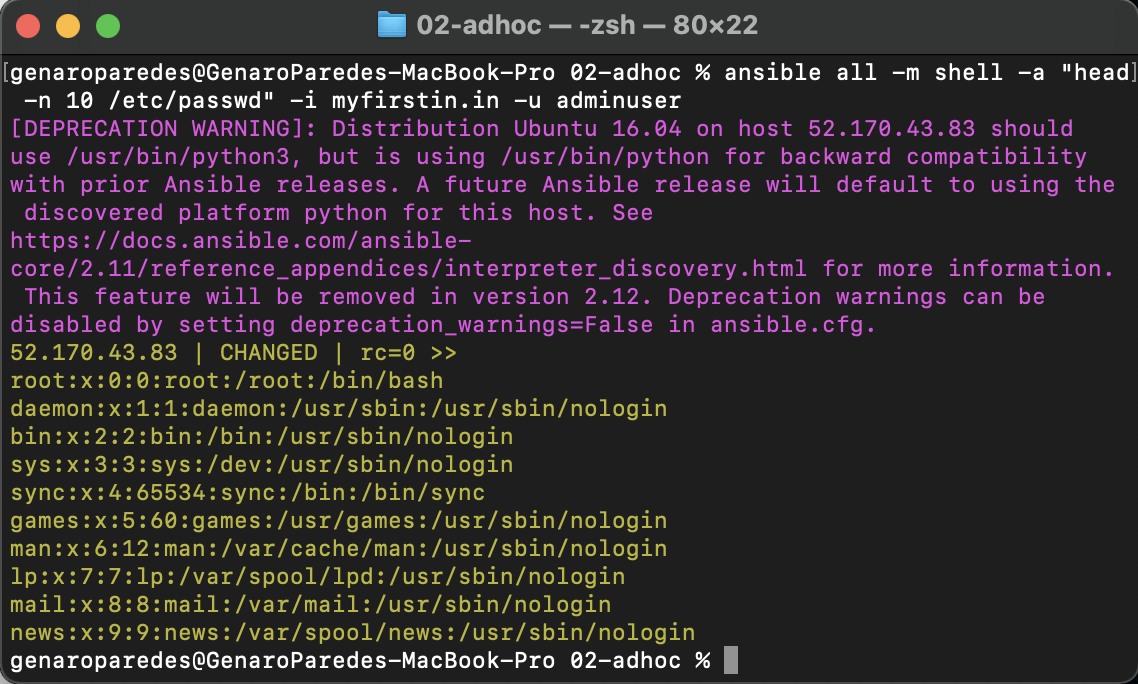 02-adhoc — -zsh — 80×22
[genaroparedes@GenaroParedes-MacBook-Pro 02-adhoc % ansible all -m shell -a "head]
 -n 10 /etc/passwd" -i myfirstin.in -u adminuser
[DEPRECATION WARNING]: Distribution Ubuntu 16.04 on host 52.170.43.83 should
use /usr/bin/python3, but is using /usr/bin/python for backward compatibility
with prior Ansible releases. A future Ansible release will default to using the
 discovered platform python for this host. See
https://docs.ansible.com/ansible-
core/2.11/reference_appendices/interpreter_discovery.html for more information.
 This feature will be removed in version 2.12. Deprecation warnings can be
disabled by setting deprecation_warnings=False in ansible.cfg.
52.170.43.83 | CHANGED | rc=0 >>
root:x:0:0:root:/root:/bin/bash
daemon:x:1:1:daemon:/usr/sbin:/usr/sbin/nologin
bin:x:2:2:bin:/bin:/usr/sbin/nologin
sys:x:3:3:sys:/dev:/usr/sbin/nologin
sync:x:4:65534:sync:/bin:/bin/sync
games:x:5:60:games:/usr/games:/usr/sbin/nologin
man:x:6:12:man:/var/cache/man:/usr/sbin/nologin
lp:x:7:7:lp:/var/spool/lpd:/usr/sbin/nologin
mail:x:8:8:mail:/var/mail:/usr/sbin/nologin
news:x:9:9:news:/var/spool/news:/usr/sbin/nologin
genaroparedes@GenaroParedes-MacBook-Pro 02-adhoc %